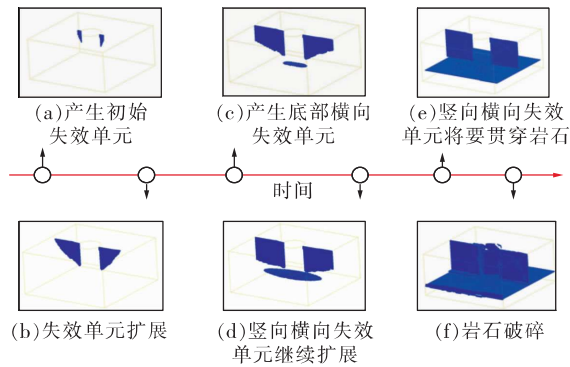 (a)产生初始
失效单元
(c)产生底部横向
失效单元
(e)竖向横向失效
单元将要贯穿岩石
时间
(b)失效单元扩展
(d)竖向横向失效
单元继续扩展
(f)岩石破碎